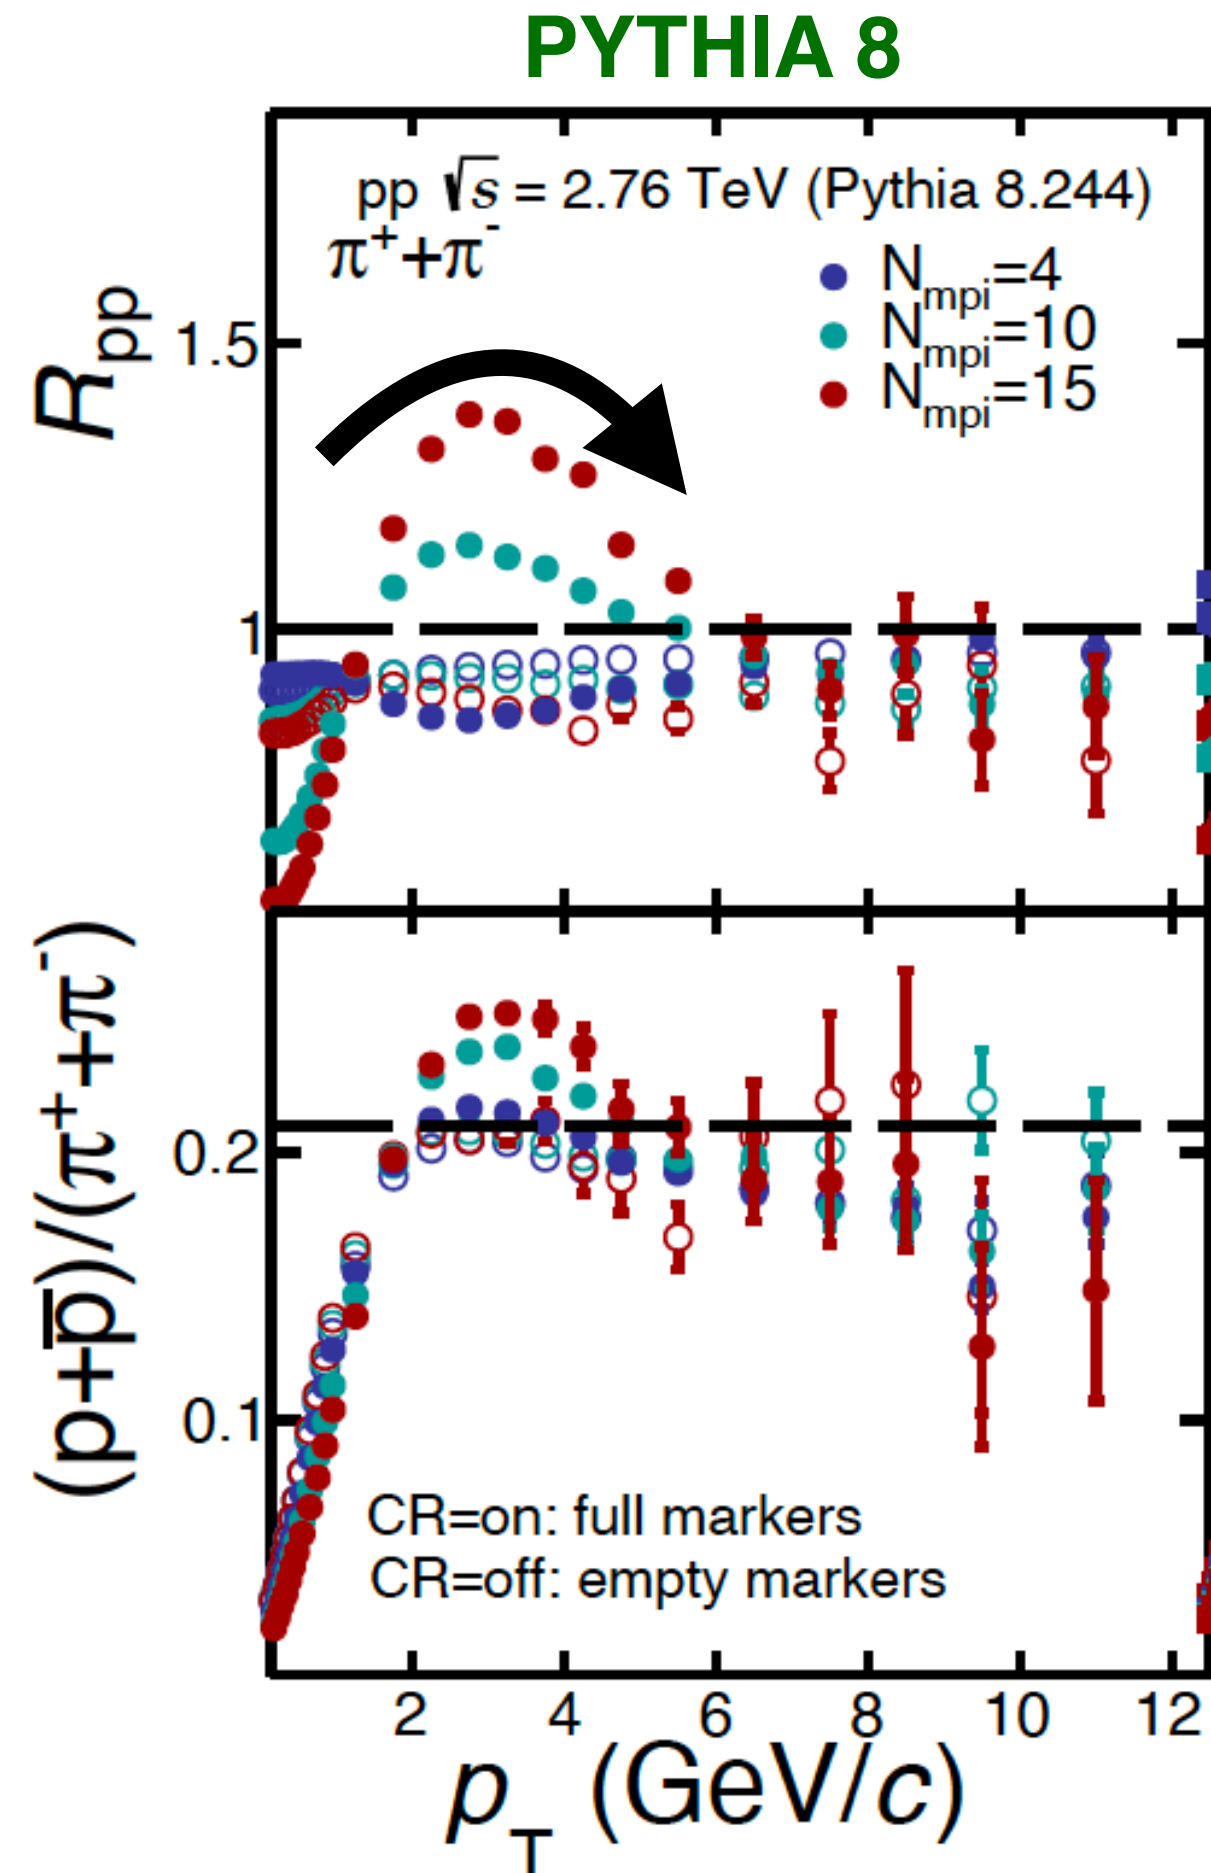 PYTHIA 8
pp √s = 2.76 TeV (Pythia 8.244)
π⁺+π⁻
N_mpi=4
N_mpi=10
N_mpi=15
R_pp
1.5
1
(p+p̅)/(π⁺+π⁻)
0.2
0.1
CR=on: full markers
CR=off: empty markers
2 4 6 8 10 12
p_T (GeV/c)